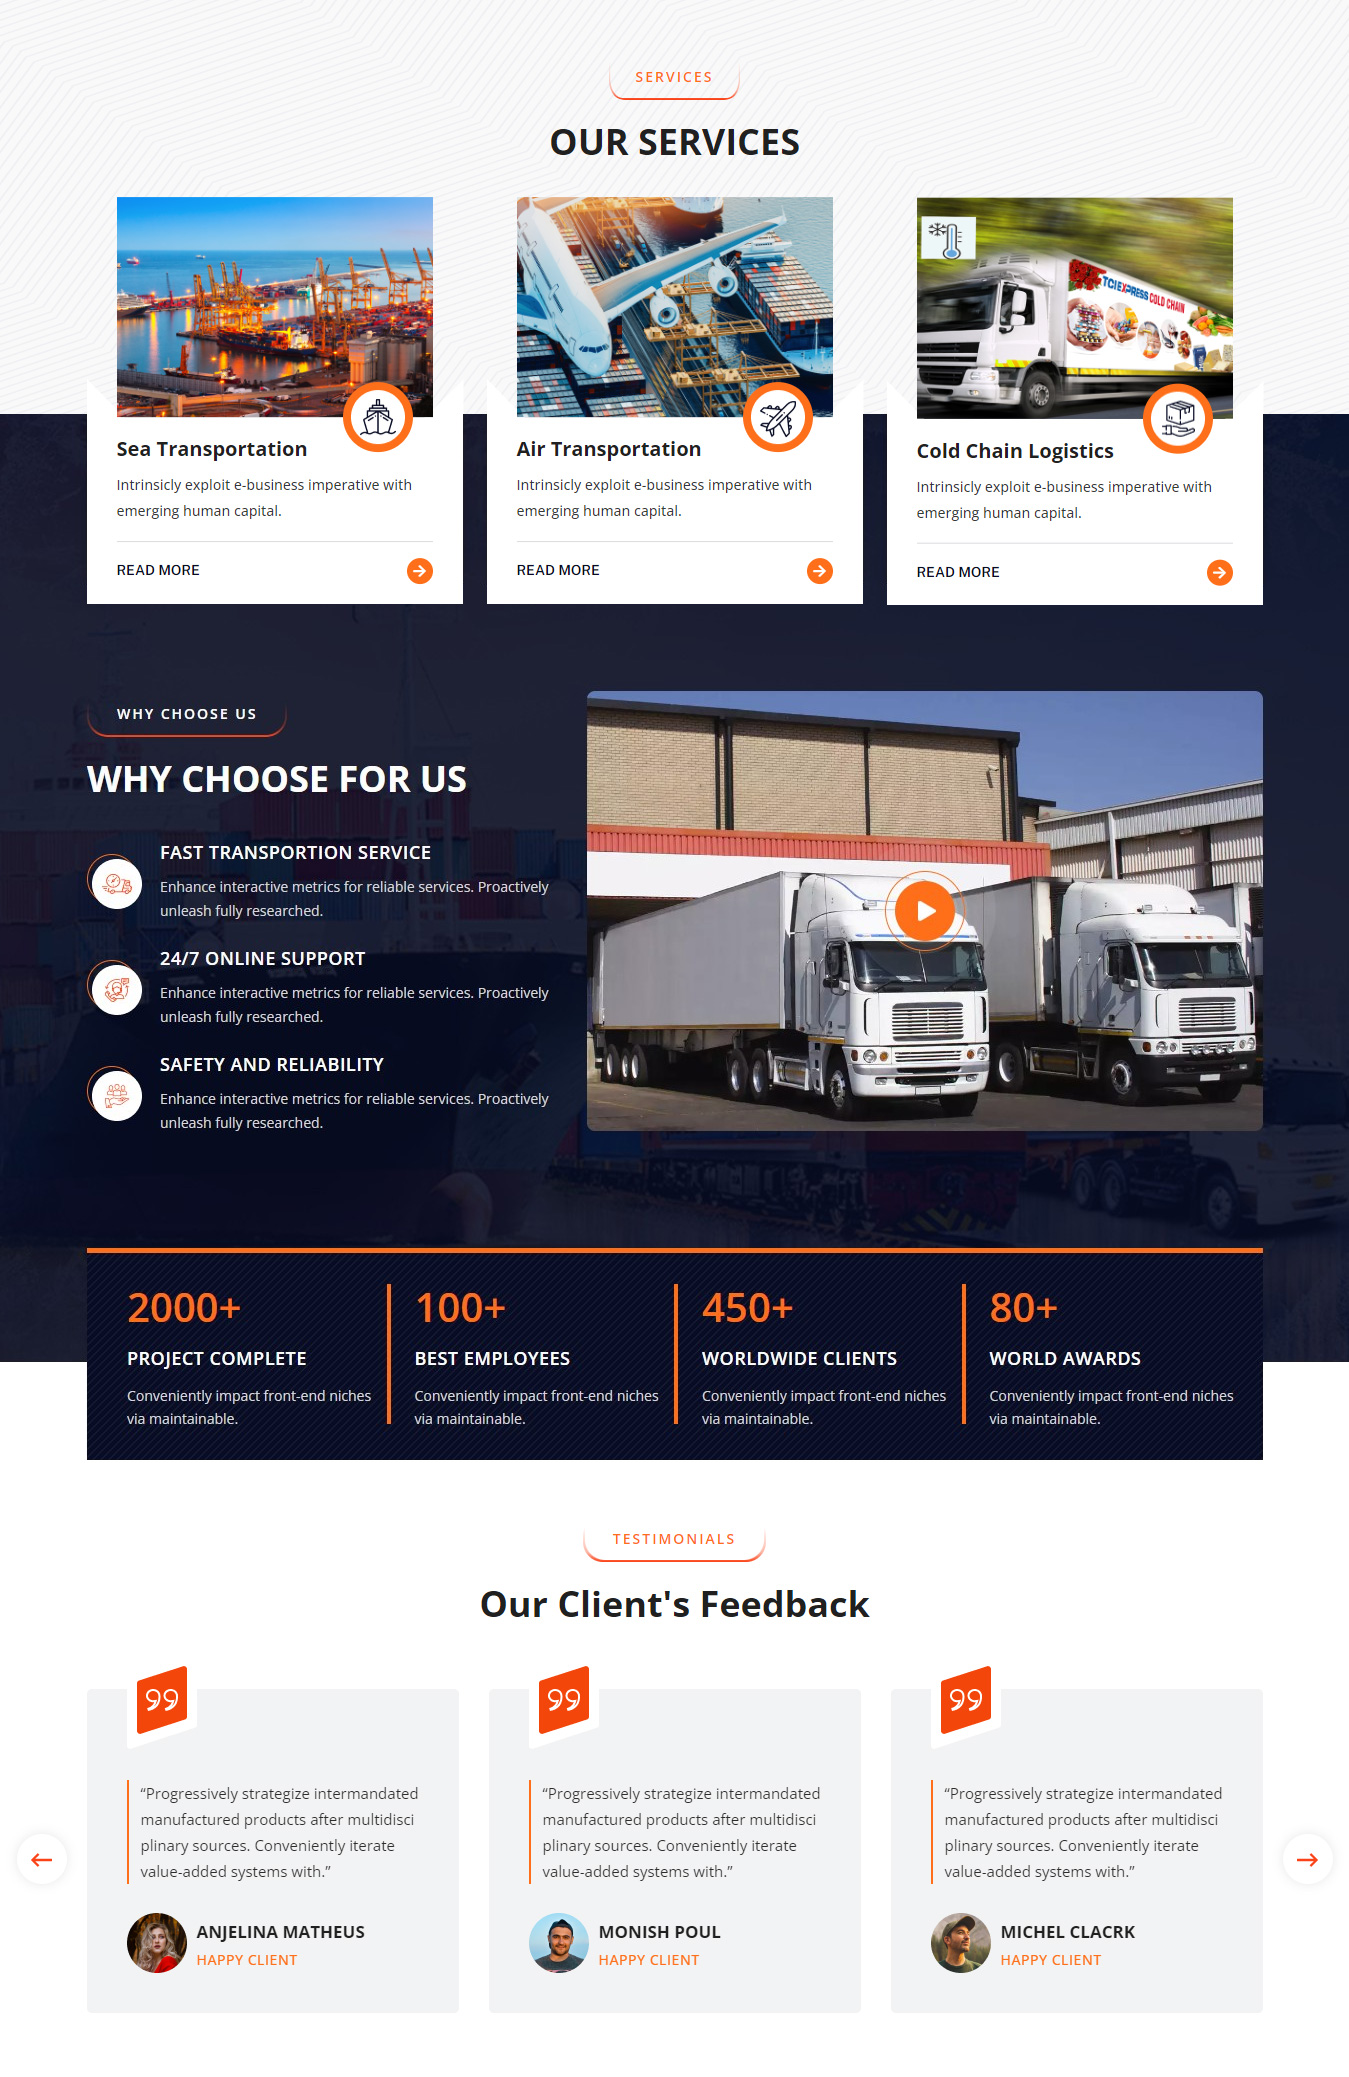 SERVICES
OUR SERVICES
TCIEXPRESS COLD CHAIN
Sea Transportation
Intrinsicly exploit e-business imperative with
emerging human capital.
READ MORE
Air Transportation
Intrinsicly exploit e-business imperative with
emerging human capital.
READ MORE
Cold Chain Logistics
Intrinsicly exploit e-business imperative with
emerging human capital.
READ MORE
WHY CHOOSE US
WHY CHOOSE FOR US
FAST TRANSPORTION SERVICE
Enhance interactive metrics for reliable services. Proactively
unleash fully researched.
24/7 ONLINE SUPPORT
Enhance interactive metrics for reliable services. Proactively
unleash fully researched.
SAFETY AND RELIABILITY
Enhance interactive metrics for reliable services. Proactively
unleash fully researched.
2000+
PROJECT COMPLETE
Conveniently impact front-end niches
via maintainable.
100+
BEST EMPLOYEES
Conveniently impact front-end niches
via maintainable.
450+
WORLDWIDE CLIENTS
Conveniently impact front-end niches
via maintainable.
80+
WORLD AWARDS
Conveniently impact front-end niches
via maintainable.
TESTIMONIALS
Our Client's Feedback
“Progressively strategize intermandated
manufactured products after multidisci
plinary sources. Conveniently iterate
value-added systems with.”
ANJELINA MATHEUS
HAPPY CLIENT
“Progressively strategize intermandated
manufactured products after multidisci
plinary sources. Conveniently iterate
value-added systems with.”
MONISH POUL
HAPPY CLIENT
“Progressively strategize intermandated
manufactured products after multidisci
plinary sources. Conveniently iterate
value-added systems with.”
MICHEL CLACRK
HAPPY CLIENT